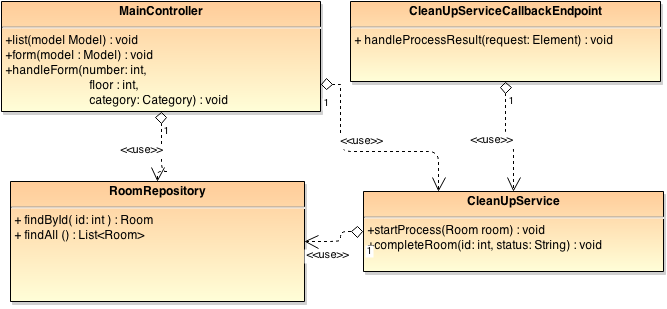 MainController
+list(model Model) : void
+form(model : Model) : void
+handleForm(number: int,
floor : int,
category: Category) : void
CleanUpServiceCallbackEndpoint
+ handleProcessResult(request: Element) : void
1
1
1
<<use>>
<<use>>
<<use>>
RoomRepository
+ findById( id: int ) : Room
+ findAll () : List<Room>
CleanUpService
+startProcess(Room room) : void
+completeRoom(id: int, status: String) : void
1
<<use>>